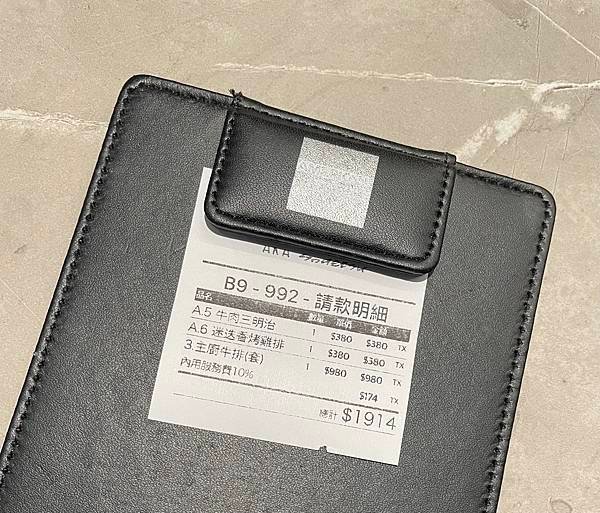 AKA
B9 - 992 - 請款明細
品名 數量 單價 金額
A.5 牛肉三明治 1 $380 $380 TX
A.6 迷迭香烤雞排 1 $380 $380 TX
3.主廚牛排(套) 1 $980 $980 TX
內用服務費10% $174 TX
總計 $1914